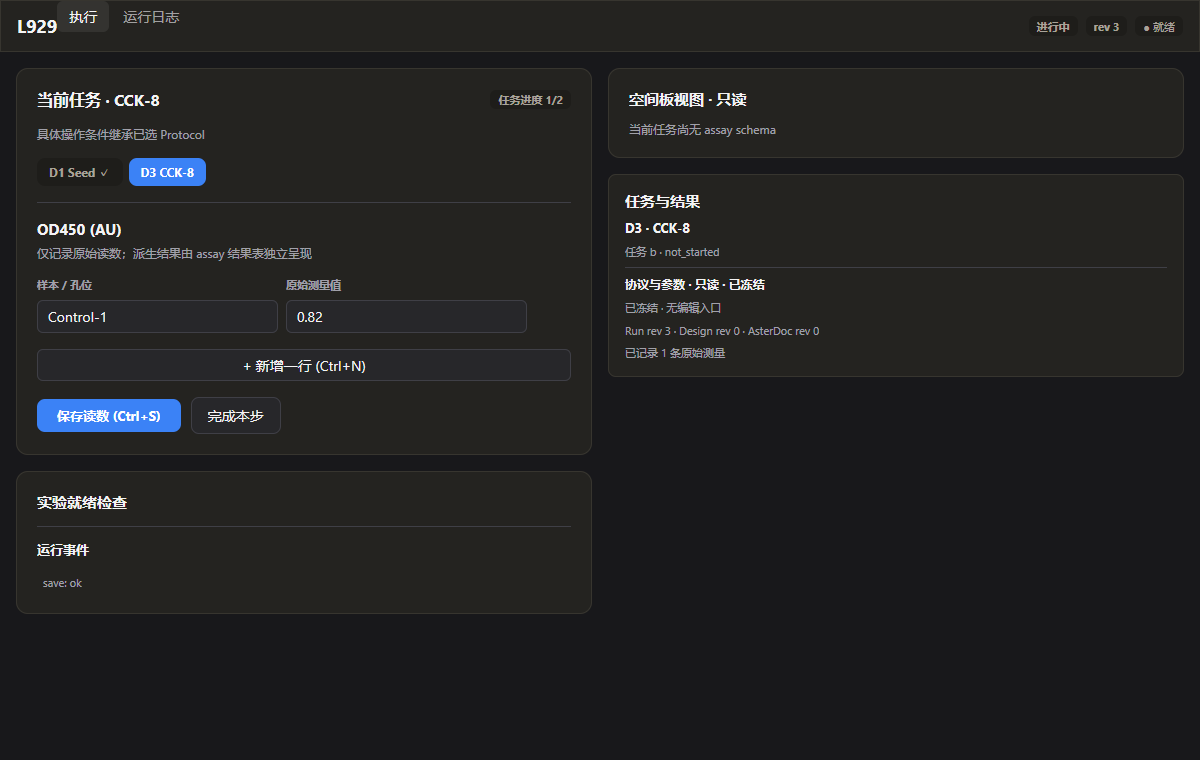 L929 执行 运行日志 进行中 rev 3 ● 就绪
当前任务 · CCK-8 任务进度 1/2
具体操作条件继承已选 Protocol
D1 Seed ✓ D3 CCK-8
OD450 (AU)
仅记录原始读数；派生结果由 assay 结果表独立呈现
样本 / 孔位 原始测量值
Control-1 0.82
+ 新增一行 (Ctrl+N)
保存读数 (Ctrl+S) 完成本步
实验就绪检查
运行事件
save: ok
空间板视图 · 只读
当前任务尚无 assay schema
任务与结果
D3 · CCK-8
任务 b · not_started
协议与参数 · 只读 · 已冻结
已冻结 · 无编辑入口
Run rev 3 · Design rev 0 · AsterDoc rev 0
已记录 1 条原始测量